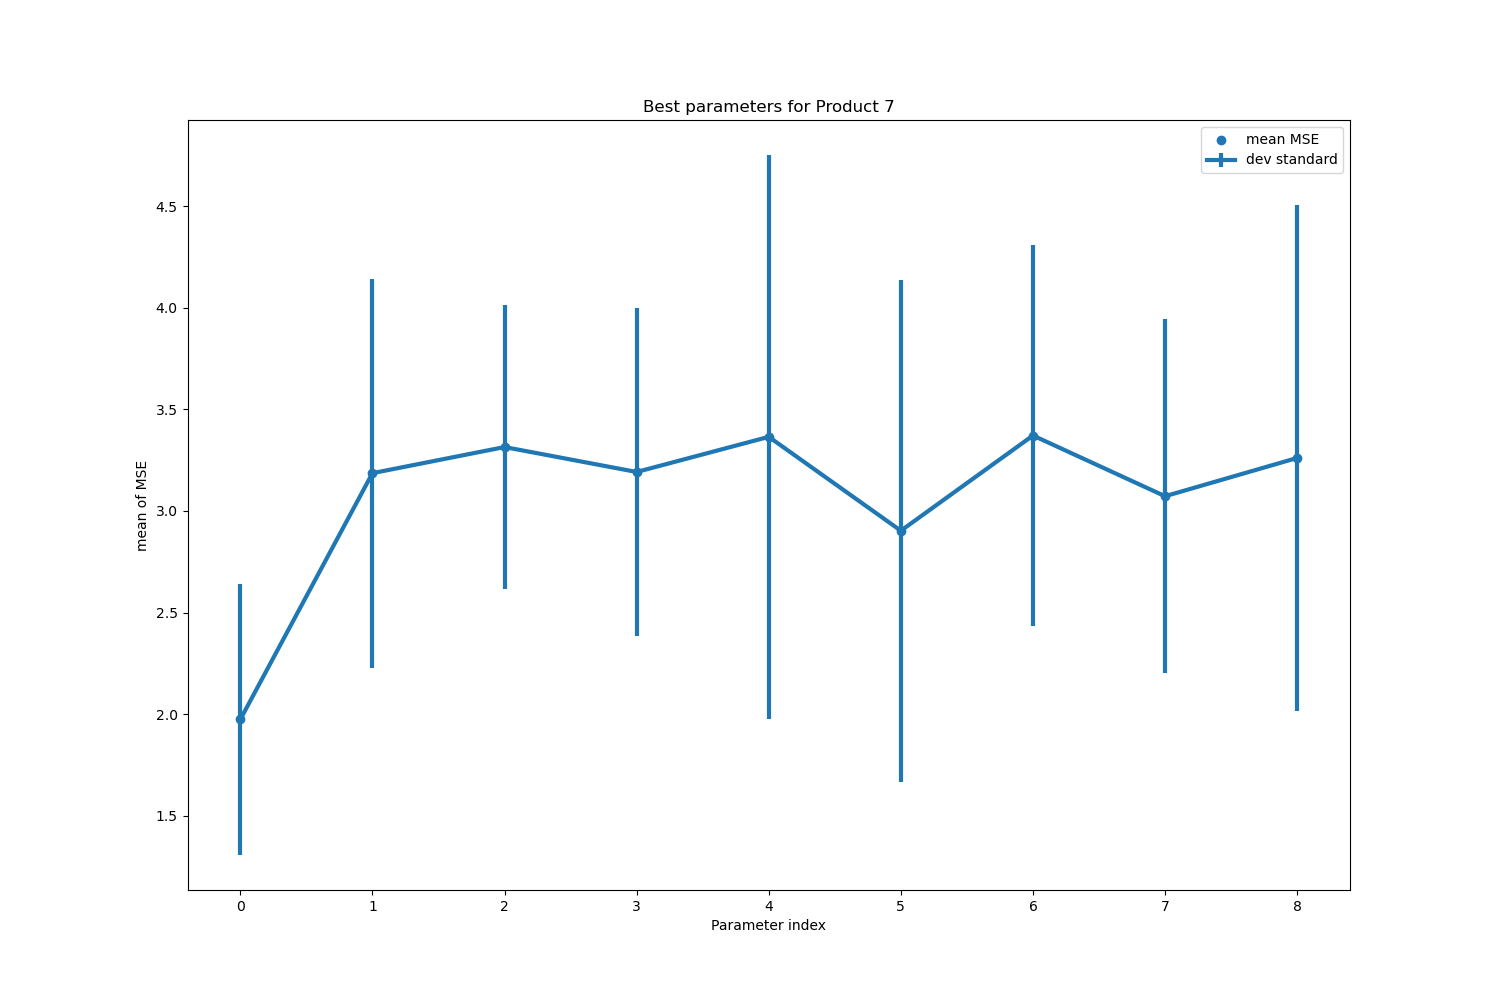 Best parameters for Product 7
mean MSE
dev standard
4.5
4.0
3.5
3.0
2.5
2.0
1.5
mean of MSE
0 1 2 3 4 5 6 7 8
Parameter index